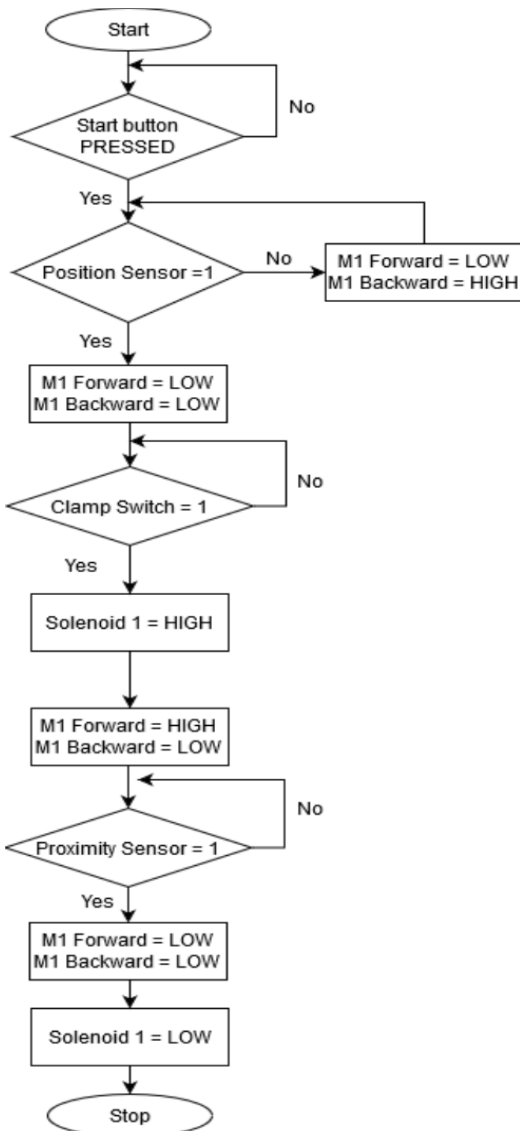 Start
Start button
PRESSED
No
Yes
Position Sensor =1
No
M1 Forward = LOW
M1 Backward = HIGH
Yes
M1 Forward = LOW
M1 Backward = LOW
Clamp Switch = 1
No
Yes
Solenoid 1 = HIGH
M1 Forward = HIGH
M1 Backward = LOW
Proximity Sensor = 1
No
Yes
M1 Forward = LOW
M1 Backward = LOW
Solenoid 1 = LOW
Stop